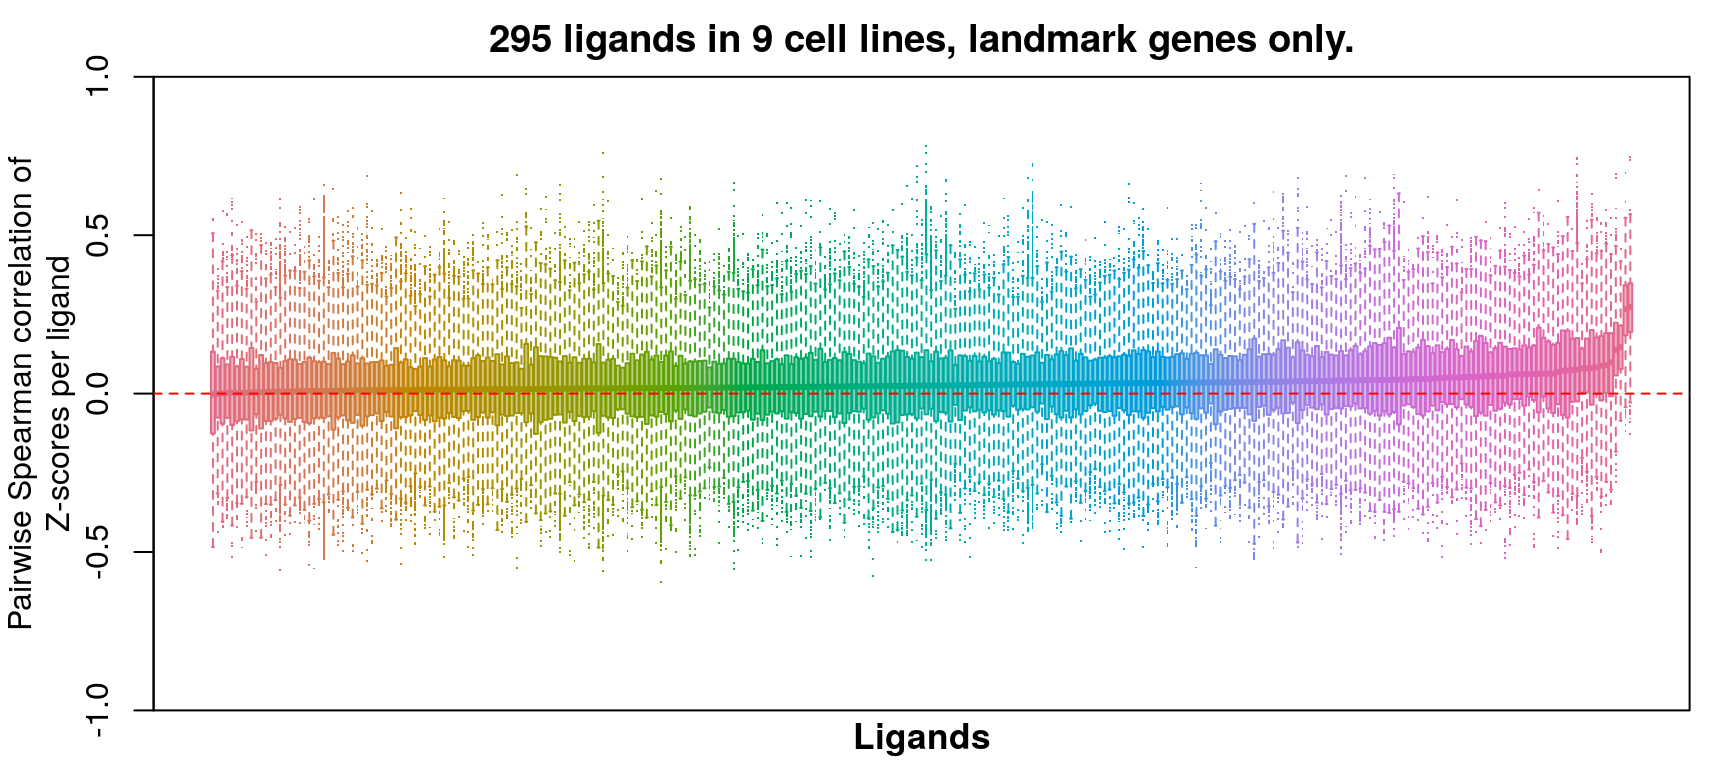 295 ligands in 9 cell lines, landmark genes only.
Pairwise Spearman correlation of
Z-scores per ligand
1.0
0.5
0.0
-0.5
-1.0
Ligands